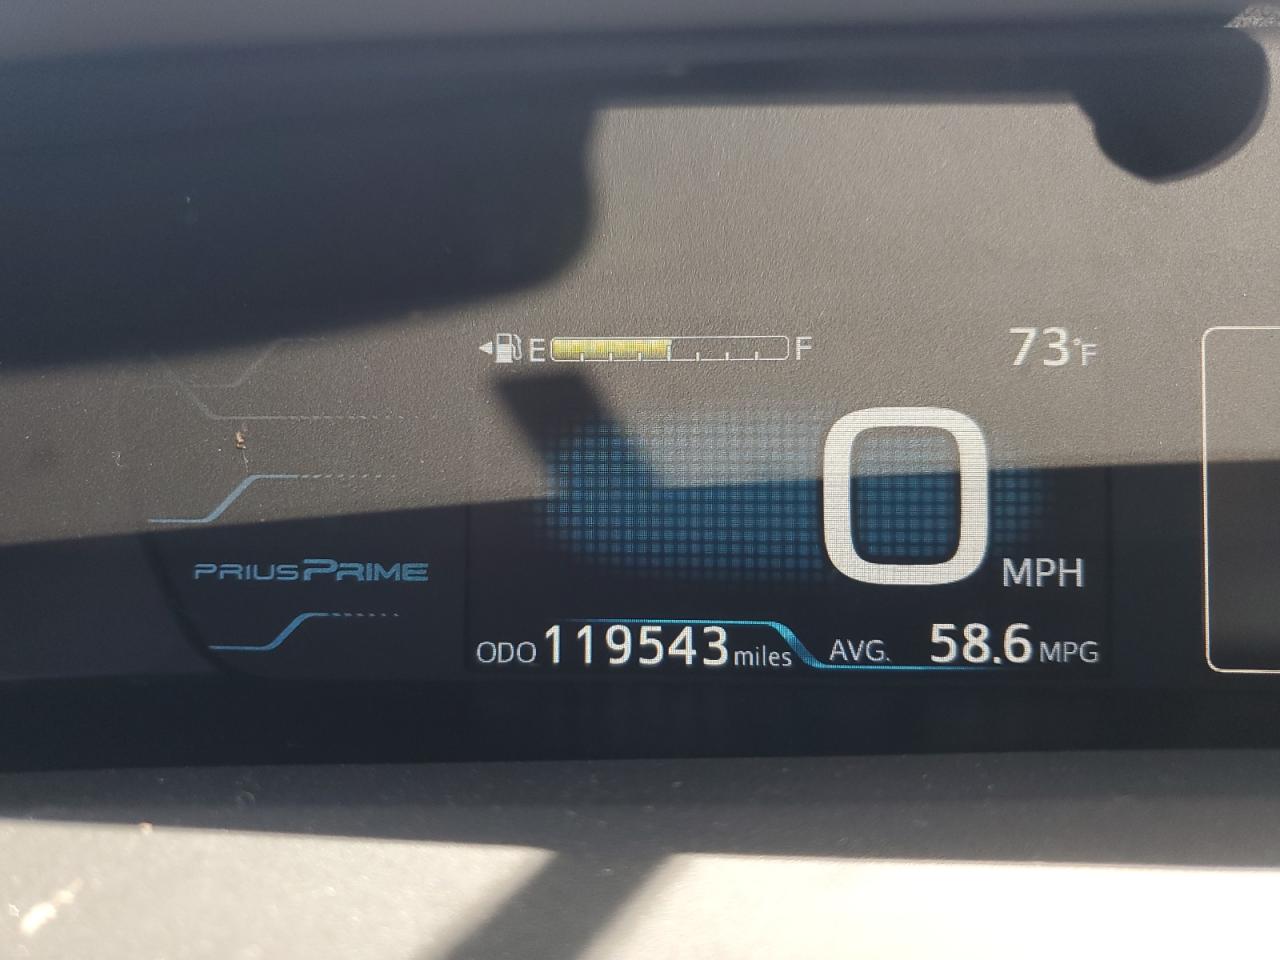 E F 73°F
0 MPH
PRIUS PRIME
ODO 119543 miles AVG. 58.6 MPG